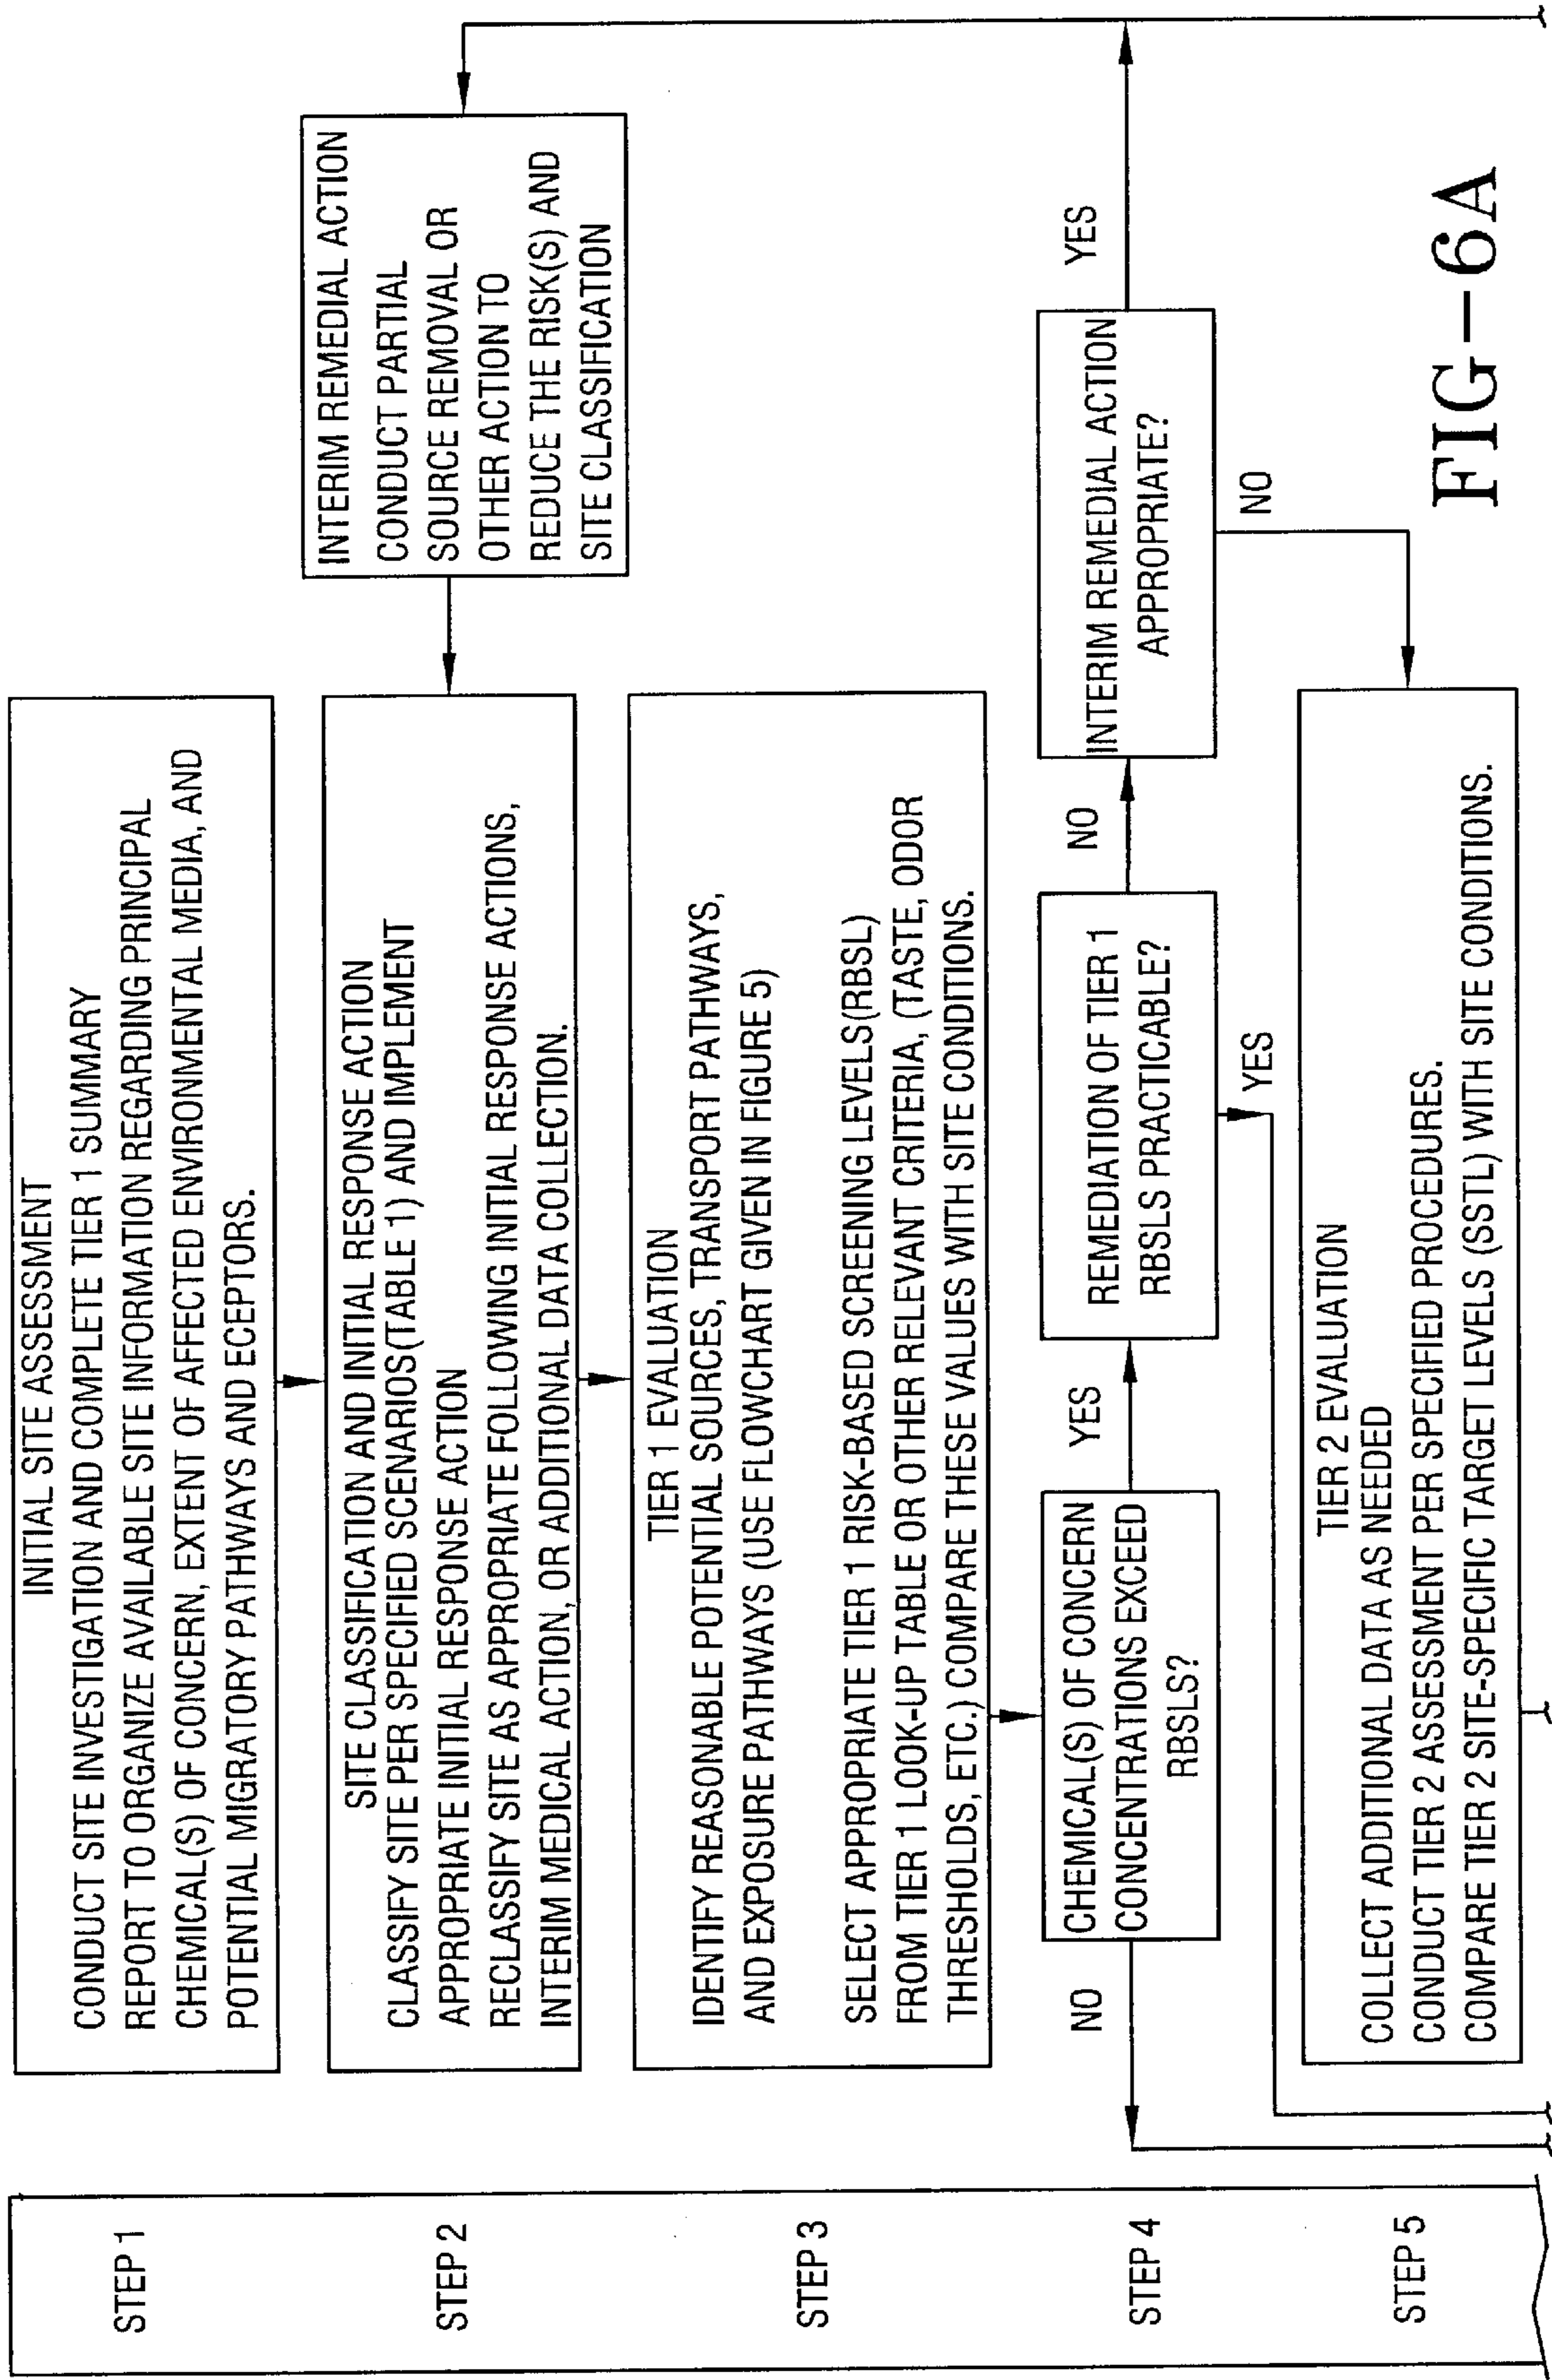 STEP 1
INITIAL SITE ASSESSMENT
CONDUCT SITE INVESTIGATION AND COMPLETE TIER 1 SUMMARY
REPORT TO ORGANIZE AVAILABLE SITE INFORMATION REGARDING PRINCIPAL
CHEMICAL(S) OF CONCERN, EXTENT OF AFFECTED ENVIRONMENTAL MEDIA, AND
POTENTIAL MIGRATORY PATHWAYS AND ECEPTORS.
STEP 2
SITE CLASSIFICATION AND INITIAL RESPONSE ACTION
CLASSIFY SITE PER SPECIFIED SCENARIOS(TABLE 1) AND IMPLEMENT
APPROPRIATE INITIAL RESPONSE ACTION
RECLASSIFY SITE AS APPROPRIATE FOLLOWING INITIAL RESPONSE ACTIONS,
INTERIM MEDICAL ACTION, OR ADDITIONAL DATA COLLECTION.
INTERIM REMEDIAL ACTION
CONDUCT PARTIAL
SOURCE REMOVAL OR
OTHER ACTION TO
REDUCE THE RISK(S) AND
SITE CLASSIFICATION
STEP 3
TIER 1 EVALUATION
IDENTIFY REASONABLE POTENTIAL SOURCES, TRANSPORT PATHWAYS,
AND EXPOSURE PATHWAYS (USE FLOWCHART GIVEN IN FIGURE 5)
SELECT APPROPRIATE TIER 1 RISK-BASED SCREENING LEVELS(RBSL)
FROM TIER 1 LOOK-UP TABLE OR OTHER RELEVANT CRITERIA, (TASTE, ODOR
THRESHOLDS, ETC.) COMPARE THESE VALUES WITH SITE CONDITIONS.
STEP 4
NO
CHEMICAL(S) OF CONCERN
CONCENTRATIONS EXCEED
RBSLS?
YES
REMEDIATION OF TIER 1
RBSLS PRACTICABLE?
NO
YES
INTERIM REMEDIAL ACTION
APPROPRIATE?
YES
NO
STEP 5
TIER 2 EVALUATION
COLLECT ADDITIONAL DATA AS NEEDED
CONDUCT TIER 2 ASSESSMENT PER SPECIFIED PROCEDURES.
COMPARE TIER 2 SITE-SPECIFIC TARGET LEVELS (SSTL) WITH SITE CONDITIONS.
FIG-6A